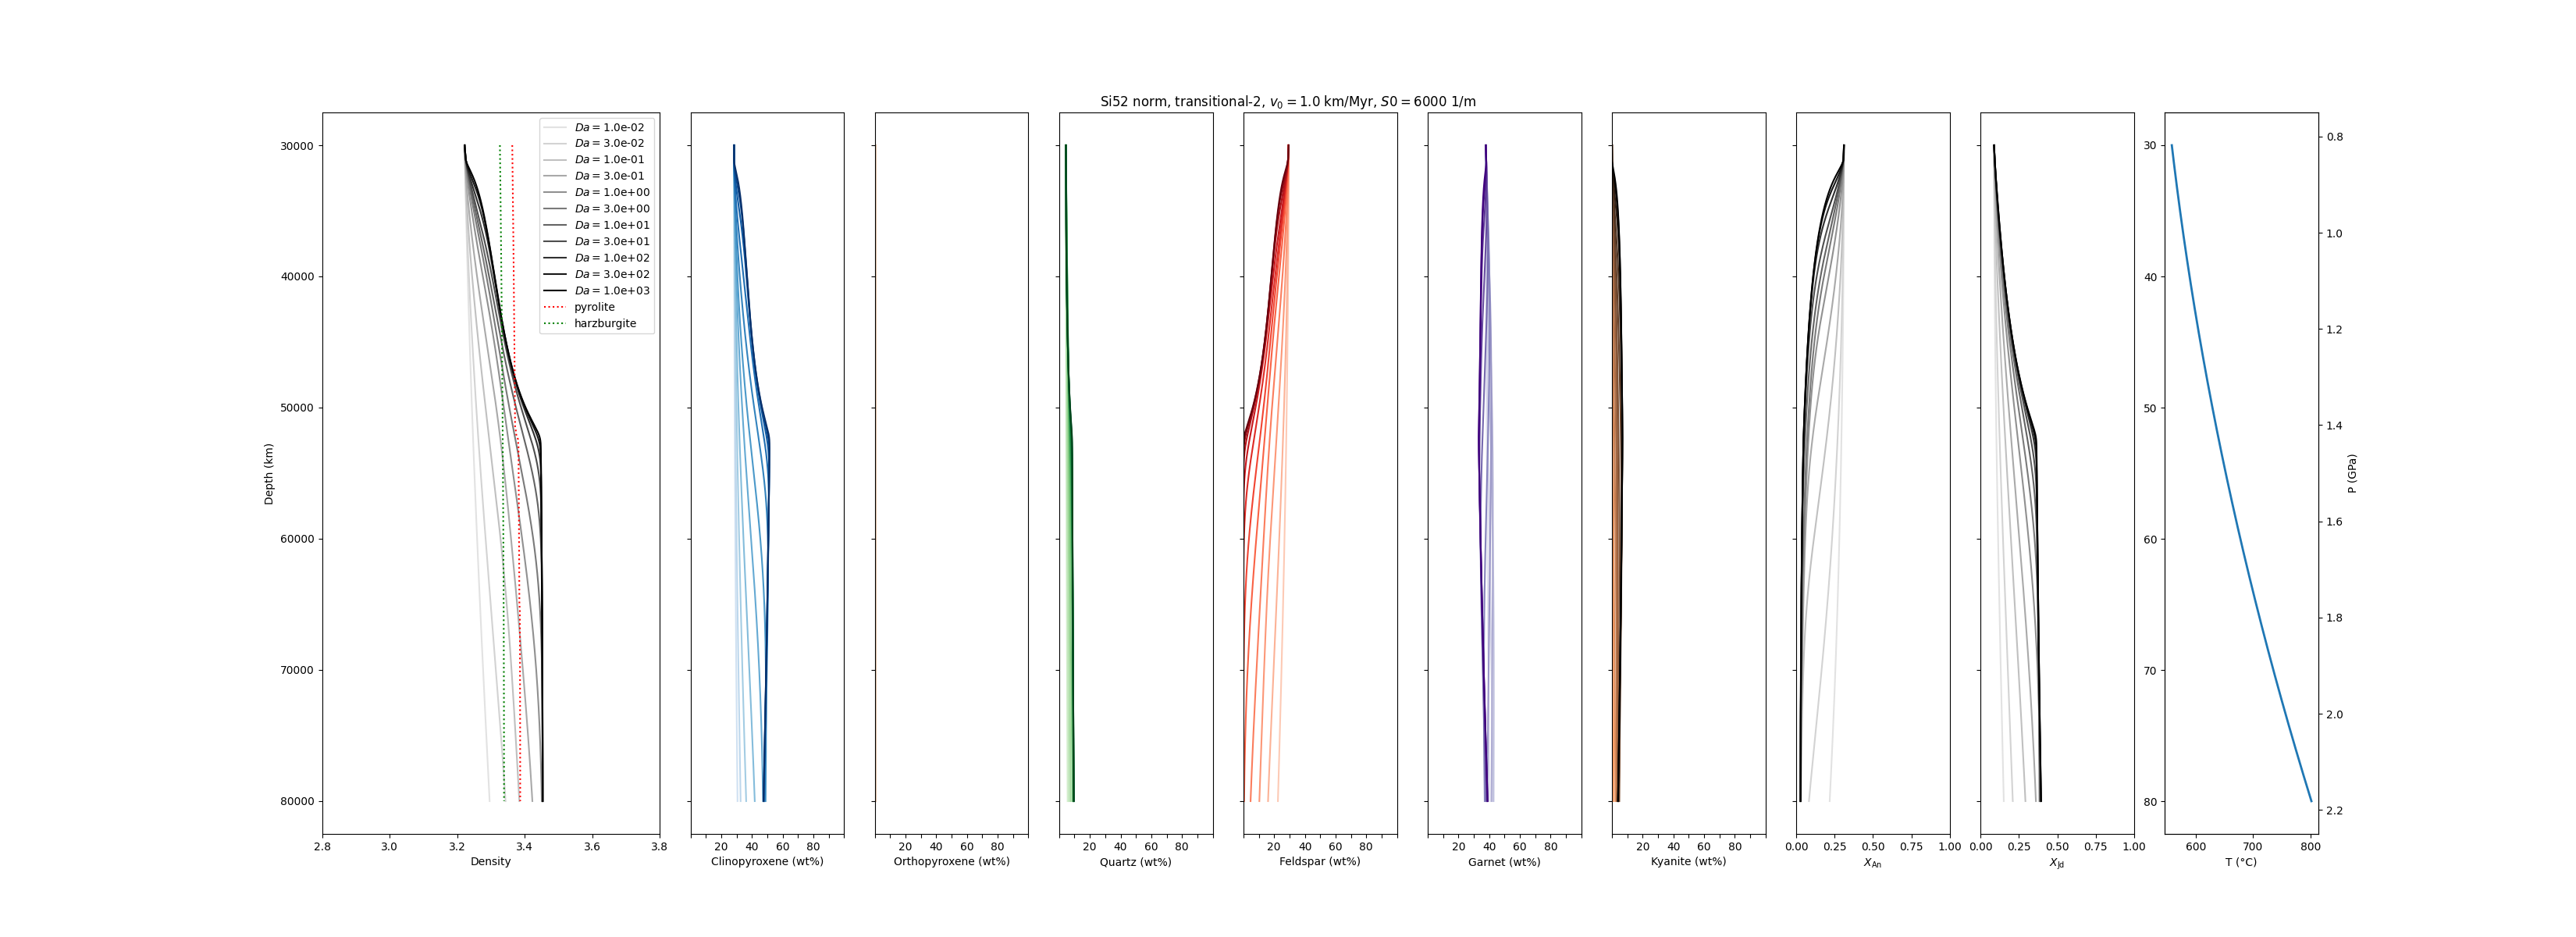 Si52 norm, transitional-2, v₀ = 1.0 km/Myr, S0 = 6000 1/m
Da = 1.0e-02
Da = 3.0e-02
Da = 1.0e-01
Da = 3.0e-01
Da = 1.0e+00
Da = 3.0e+00
Da = 1.0e+01
Da = 3.0e+01
Da = 1.0e+02
Da = 3.0e+02
Da = 1.0e+03
pyrolite
harzburgite
30000
40000
50000
60000
70000
80000
Depth (km)
2.8 3.0 3.2 3.4 3.6 3.8
Density
20 40 60 80
Clinopyroxene (wt%)
20 40 60 80
Orthopyroxene (wt%)
20 40 60 80
Quartz (wt%)
20 40 60 80
Feldspar (wt%)
20 40 60 80
Garnet (wt%)
20 40 60 80
Kyanite (wt%)
0.00 0.25 0.50 0.75 1.00
X_An
0.00 0.25 0.50 0.75 1.00
X_Jd
30
40
50
60
70
80
600 700 800
T (°C)
0.8
1.0
1.2
1.4
1.6
1.8
2.0
2.2
P (GPa)